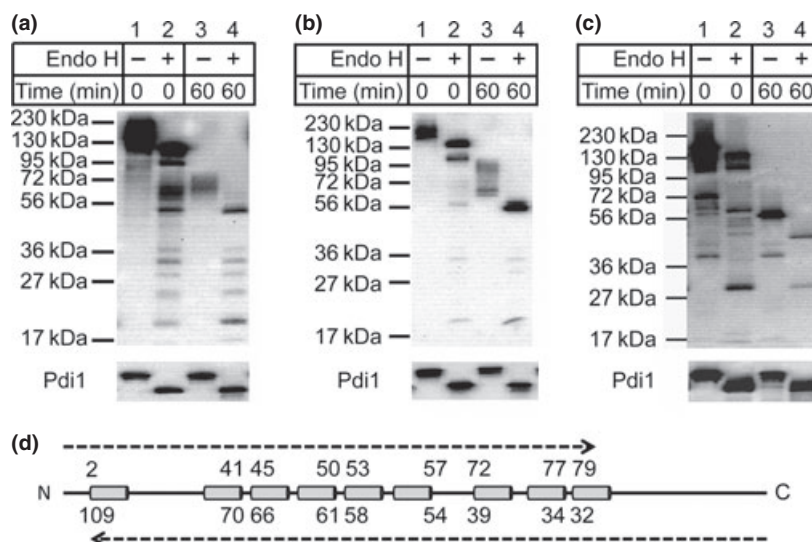 (a) 1 2 3 4
Endo H − + − +
Time (min) 0 0 60 60
230 kDa
130 kDa
95 kDa
72 kDa
56 kDa
36 kDa
27 kDa
17 kDa
Pdi1
(b) 1 2 3 4
Endo H − + − +
Time (min) 0 0 60 60
230 kDa
130 kDa
95 kDa
72 kDa
56 kDa
36 kDa
27 kDa
17 kDa
Pdi1
(c) 1 2 3 4
Endo H − + − +
Time (min) 0 0 60 60
230 kDa
130 kDa
95 kDa
72 kDa
56 kDa
36 kDa
27 kDa
17 kDa
Pdi1
(d)
2 41 45 50 53 57 72 77 79
N C
109 70 66 61 58 54 39 34 32